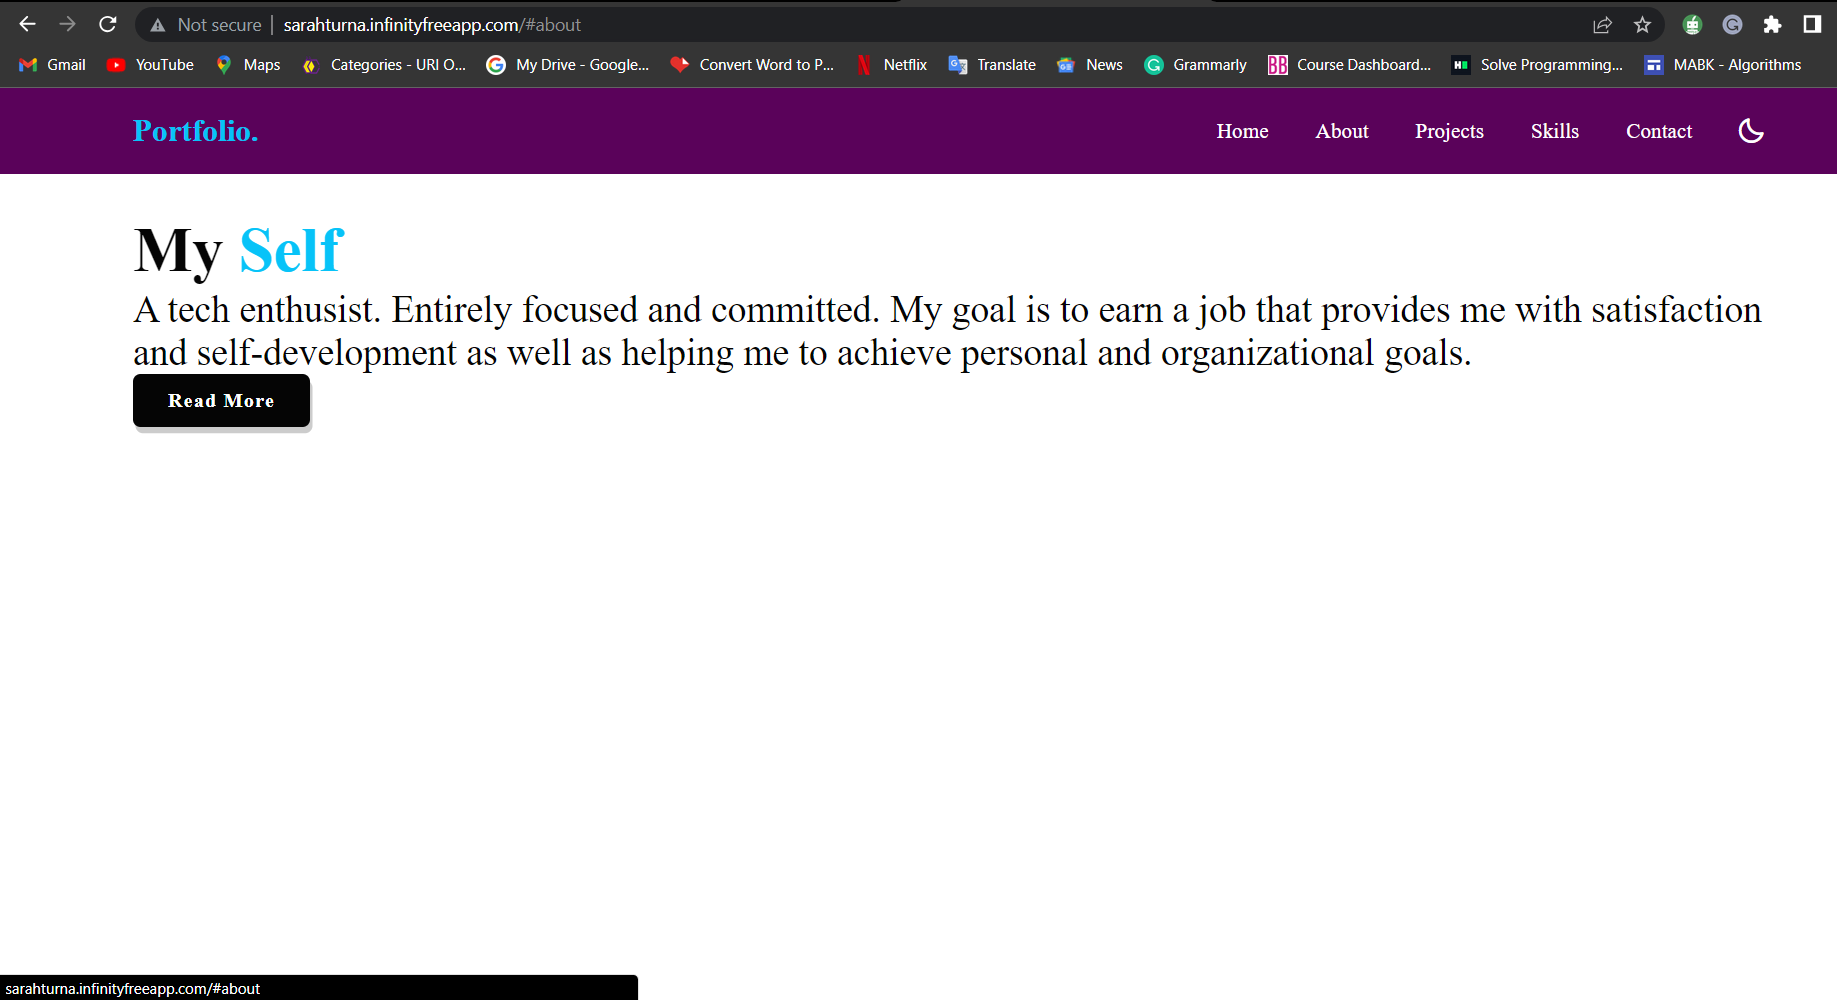 Not secure | sarahturna.infinityfreeapp.com/#about
Gmail YouTube Maps Categories - URI O... My Drive - Google... Convert Word to P... Netflix Translate News Grammarly Course Dashboard... Solve Programming... MABK - Algorithms
Portfolio. Home About Projects Skills Contact
My Self
A tech enthusist. Entirely focused and committed. My goal is to earn a job that provides me with satisfaction
and self-development as well as helping me to achieve personal and organizational goals.
Read More
sarahturna.infinityfreeapp.com/#about